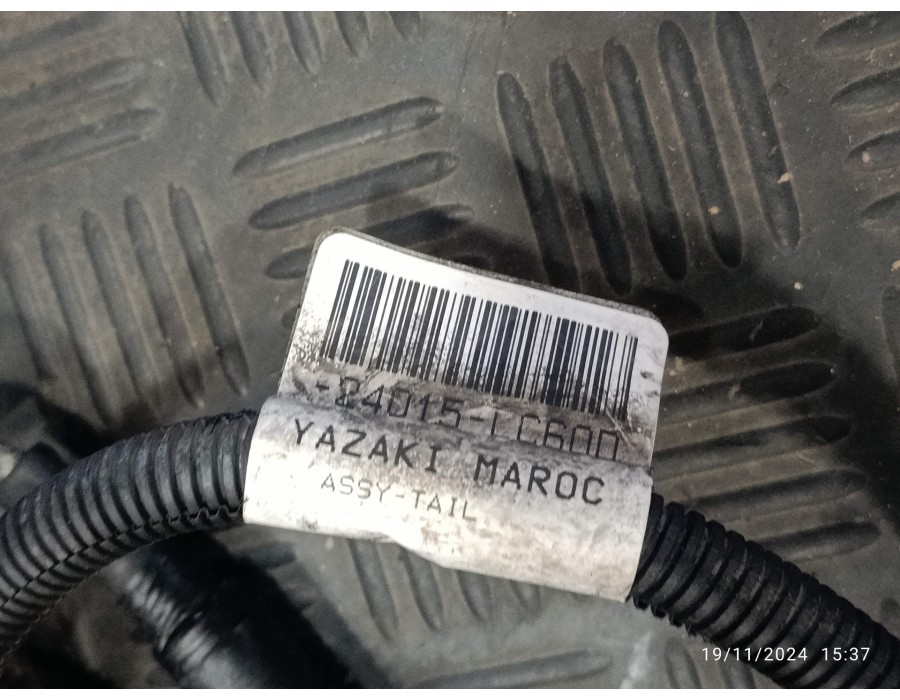 -24015-LC600
YAZAKI MAROC
ASSY-TAIL
19/11/2024 15:37